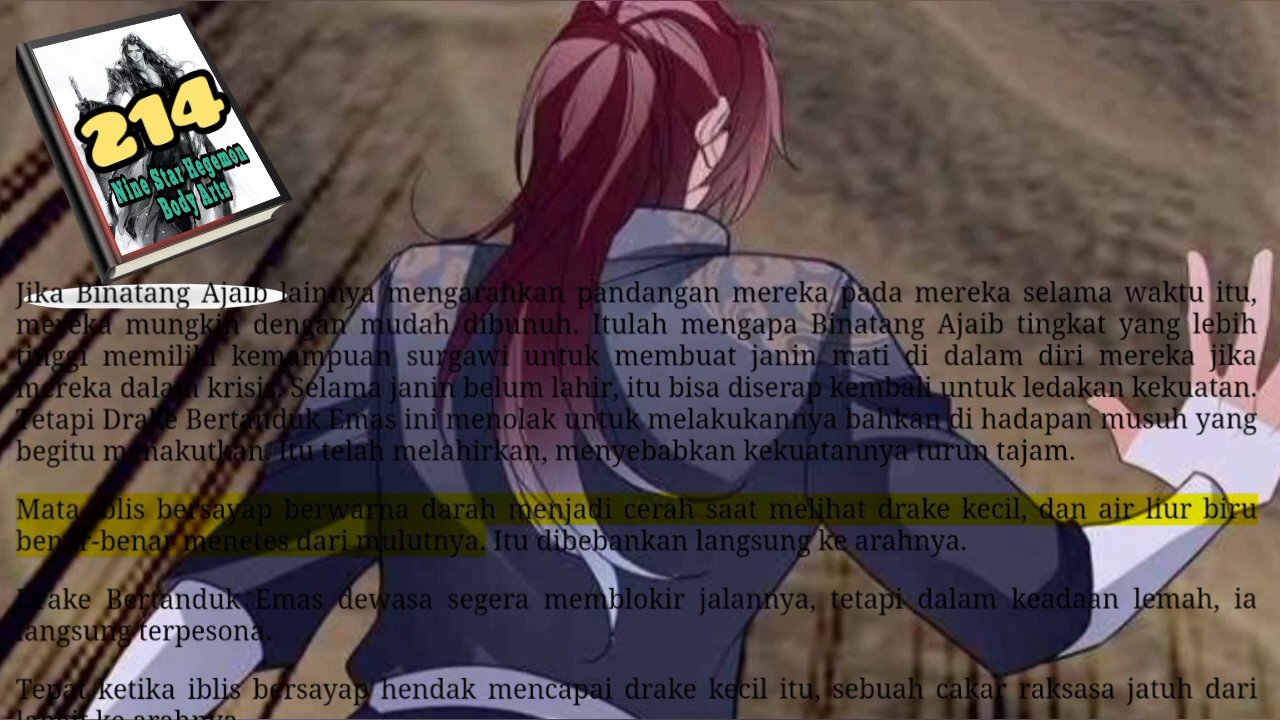 214
Nine Star Hegemon
Body Arts
Jika Binatang Ajaib lainnya mengarahkan pandangan mereka pada mereka selama waktu itu,
mereka mungkin dengan mudah dibunuh. Itulah mengapa Binatang Ajaib tingkat yang lebih
tinggi memiliki kemampuan surgawi untuk membuat janin mati di dalam diri mereka jika
mereka dalam krisis. Selama janin belum lahir, itu bisa diserap kembali untuk ledakan kekuatan.
Tetapi Drake Bertanduk Emas ini menolak untuk melakukannya bahkan di hadapan musuh yang
begitu menakutkan. Itu telah melahirkan, menyebabkan kekuatannya turun tajam.
Mata iblis bersayap berwarna darah menjadi cerah saat melihat drake kecil, dan air liur biru
benar-benar menetes dari mulutnya. Itu dibebankan langsung ke arahnya.
Drake Bertanduk Emas dewasa segera memblokir jalannya, tetapi dalam keadaan lemah, ia
langsung terpesona.
Tepat ketika iblis bersayap hendak mencapai drake kecil itu, sebuah cakar raksasa jatuh dari
langit ke arahnya.